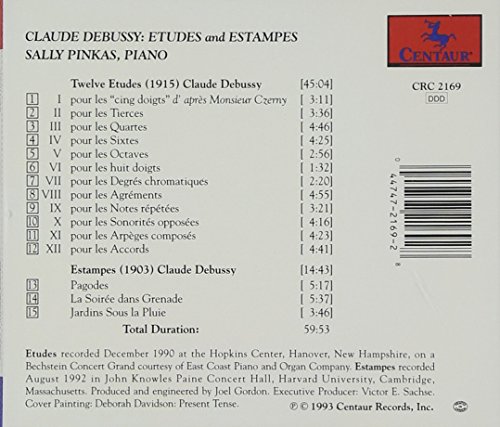 CLAUDE DEBUSSY: ETUDES and ESTAMPES
SALLY PINKAS, PIANO
CENTAUR
CRC 2169
DDD
Twelve Etudes (1915) Claude Debussy [45:04]
1 I pour les "cing doigts" d' après Monsieur Czerny [ 3:11]
2 II pour les Tierces [ 3:36]
3 III pour les Quartes [ 4:46]
4 IV pour les Sixtes [ 4:25]
5 V pour les Octaves [ 2:56]
6 VI pour les huit doigts [ 1:32]
7 VII pour les Degrés chromatiques [ 2:20]
8 VIII pour les Agréments [ 4:55]
9 IX pour les Notes répétées [ 3:21]
10 X pour les Sonorités opposées [ 4:16]
11 XI pour les Arpèges composés [ 4:23]
12 XII pour les Accords [ 4:41]
Estampes (1903) Claude Debussy [14:43]
13 Pagodes [ 5:17]
14 La Soirée dans Grenade [ 5:37]
15 Jardins Sous la Pluie [ 3:46]
Total Duration: 59:53
0 44747-2169-2 8
Etudes recorded December 1990 at the Hopkins Center, Hanover, New Hampshire, on a
Bechstein Concert Grand courtesy of East Coast Piano and Organ Company. Estampes recorded
August 1992 in John Knowles Paine Concert Hall, Harvard University, Cambridge,
Massachusetts. Produced and engineered by Joel Gordon. Executive Producer: Victor E. Sachse.
Cover Painting: Deborah Davidson: Present Tense. ℗ © 1993 Centaur Records, Inc.